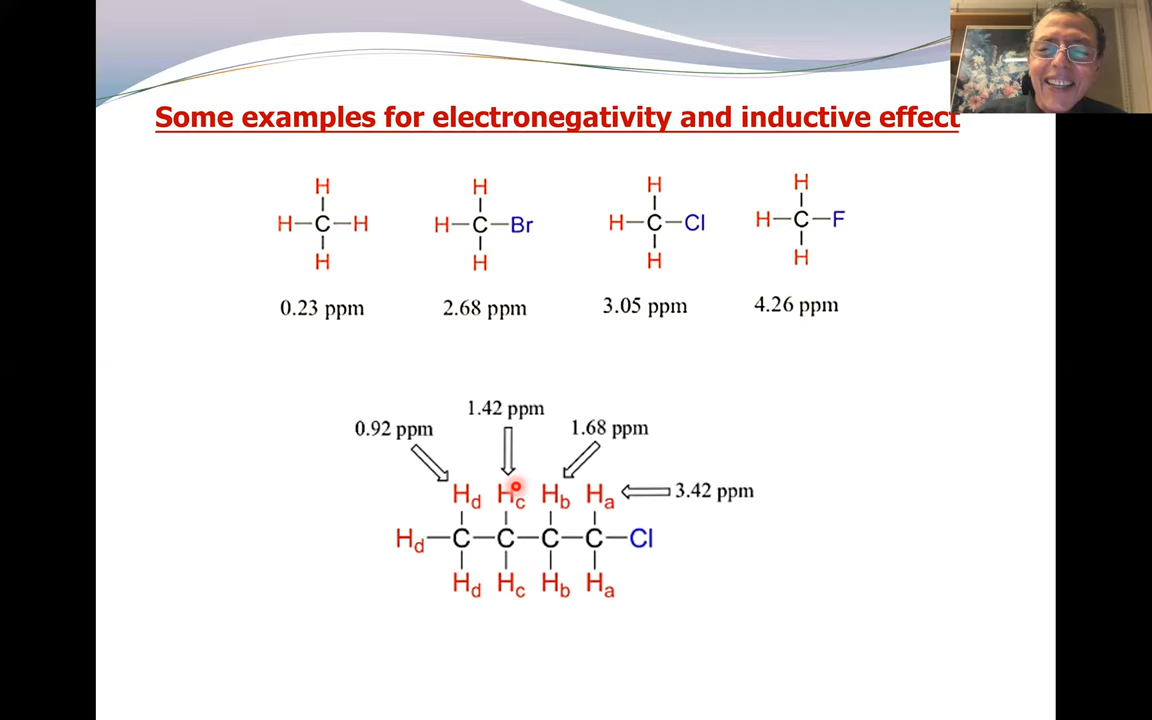 Some examples for electronegativity and inductive effect
H H H H
H-C-H H-C-Br H-C-Cl H-C-F
H H H H
0.23 ppm 2.68 ppm 3.05 ppm 4.26 ppm
1.42 ppm
0.92 ppm 1.68 ppm
Hd Hc Hb Ha 3.42 ppm
Hd-C-C-C-C-Cl
Hd Hc Hb Ha